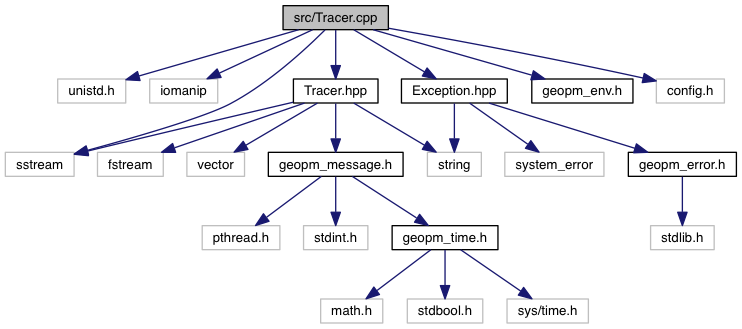 src/Tracer.cpp
unistd.h
iomanip
Tracer.hpp
Exception.hpp
geopm_env.h
config.h
sstream
fstream
vector
geopm_message.h
string
system_error
geopm_error.h
pthread.h
stdint.h
geopm_time.h
stdlib.h
math.h
stdbool.h
sys/time.h